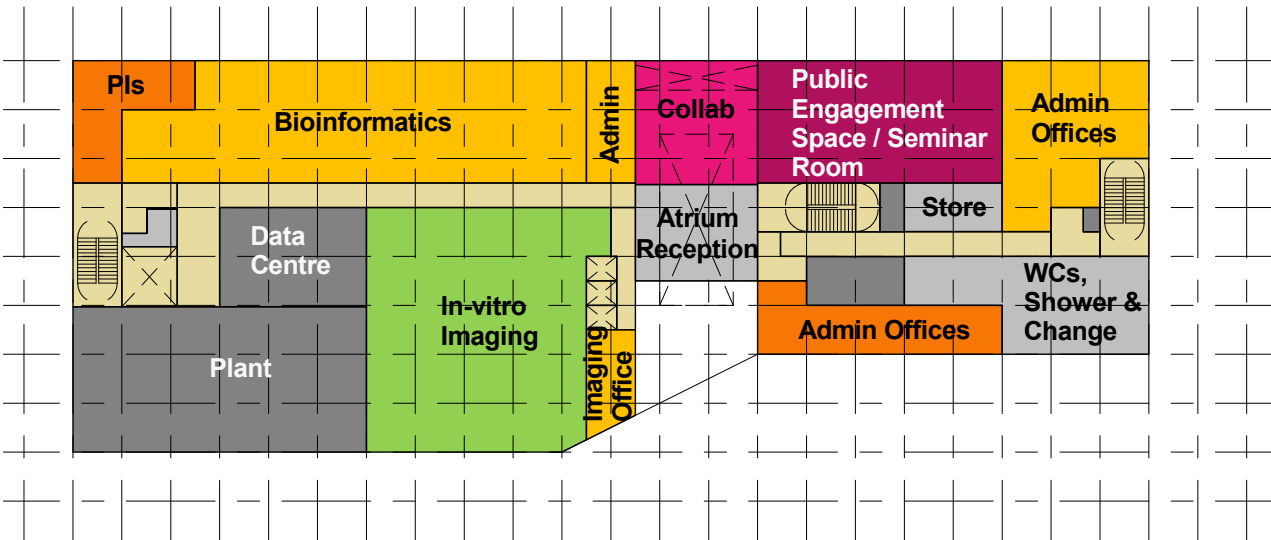 PIs
Bioinformatics
Admin
Collab
Public
Engagement
Space / Seminar
Room
Admin
Offices
Data
Centre
Atrium
Reception
Store
In-vitro
Imaging
WCs,
Shower &
Change
Plant
Imaging
Office
Admin Offices